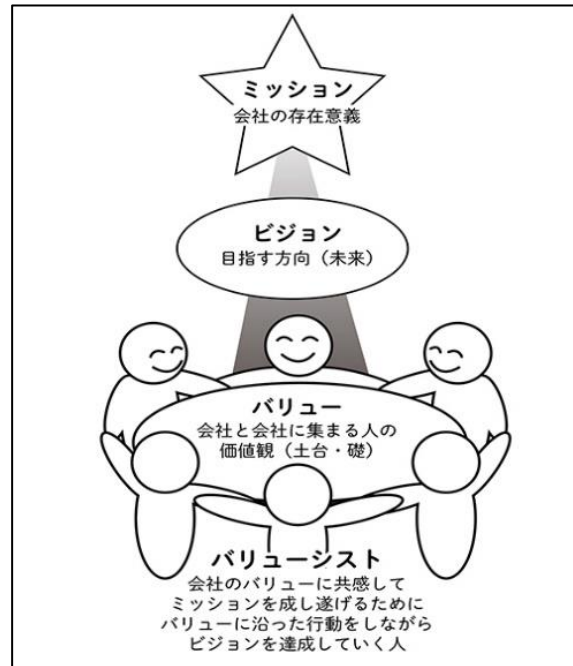 ミッション
会社の存在意義
ビジョン
目指す方向（未来）
バリュー
会社と会社に集まる人の
価値観（土台・礎）
バリューシスト
会社のバリューに共感して
ミッションを成し遂げるために
バリューに沿った行動をしながら
ビジョンを達成していく人